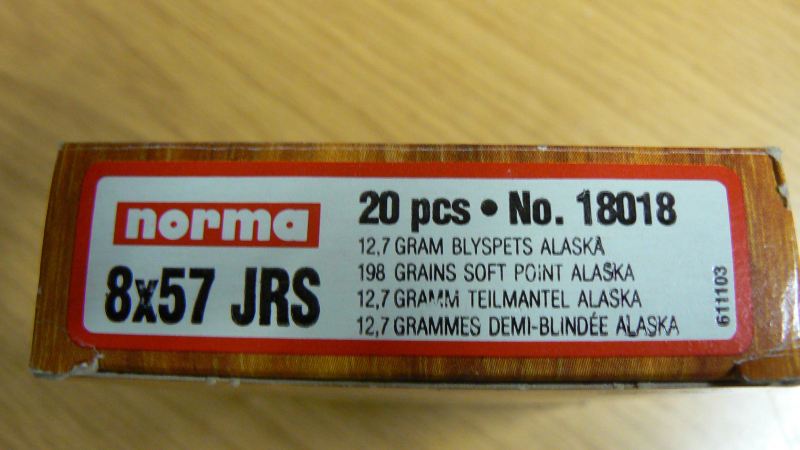 norma
8x57 JRS
20 pcs • No. 18018
12,7 GRAM BLYSPETS ALASKA
198 GRAINS SOFT POINT ALASKA
12,7 GRAMM TEILMANTEL ALASKA
12,7 GRAMMES DEMI-BLINDÉE ALASKA
611103